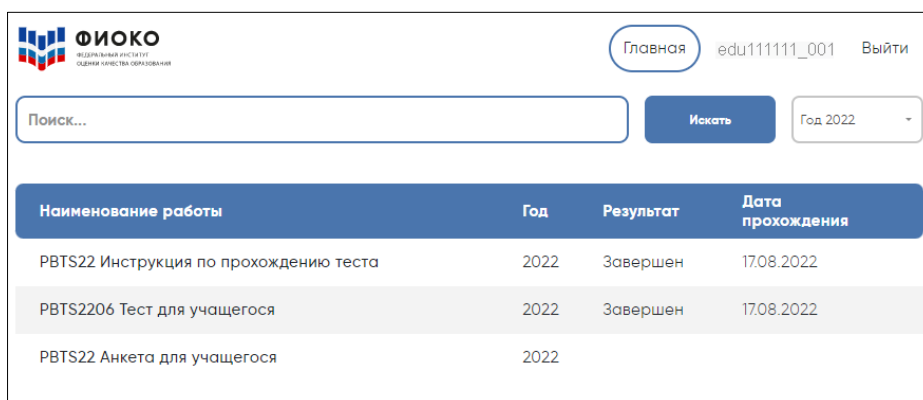 ФИОКО
ФЕДЕРАЛЬНЫЙ ИНСТИТУТ
ОЦЕНКИ КАЧЕСТВА ОБРАЗОВАНИЯ
Главная edu111111_001 Выйти
Поиск... Искать Год 2022
Наименование работы Год Результат Дата прохождения
PBTS22 Инструкция по прохождению теста 2022 Завершен 17.08.2022
PBTS2206 Тест для учащегося 2022 Завершен 17.08.2022
PBTS22 Анкета для учащегося 2022